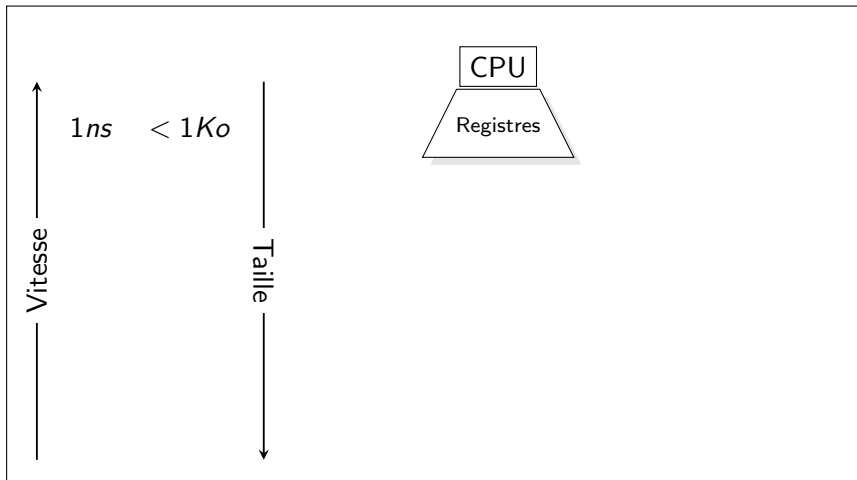 CPU
Registres
1ns < 1Ko
Vitesse
Taille